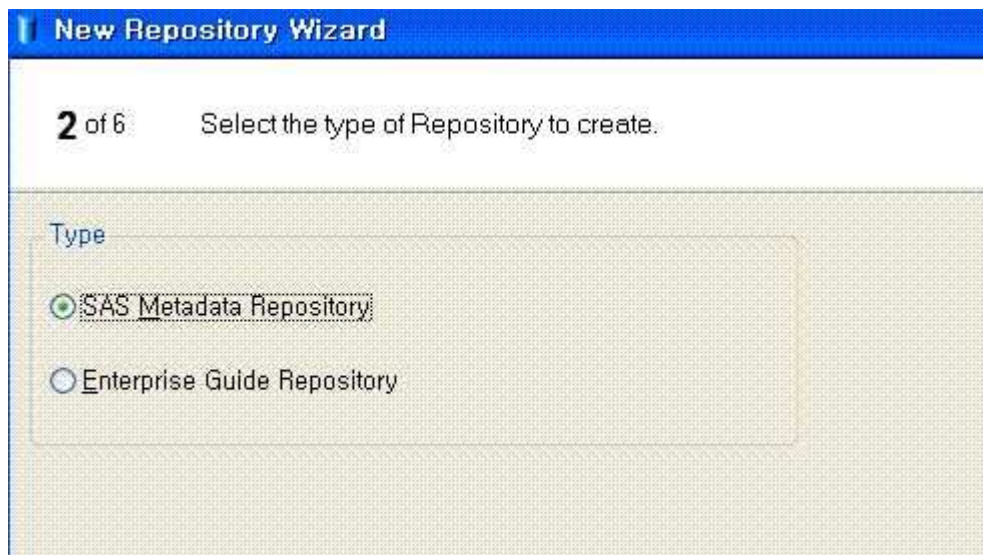 New Repository Wizard
2 of 6 Select the type of Repository to create.
Type
SAS Metadata Repository
Enterprise Guide Repository